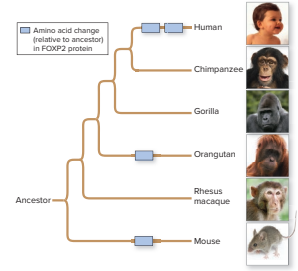 Amino acid change
(relative to ancestor)
in FOXP2 protein
Human
Chimpanzee
Gorilla
Orangutan
Rhesus
macaque
Ancestor
Mouse